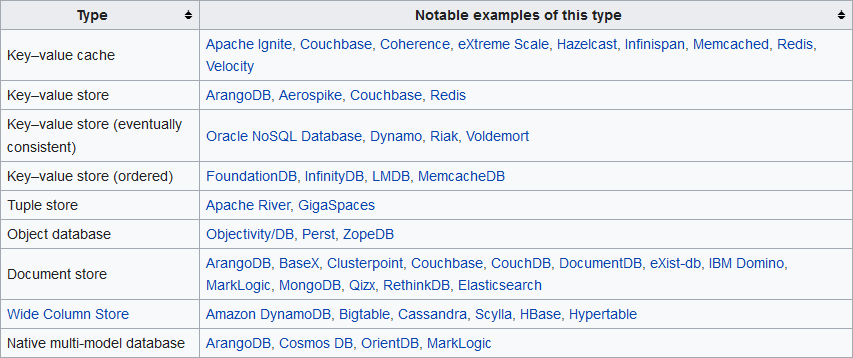 Type Notable examples of this type
Key–value cache Apache Ignite, Couchbase, Coherence, eXtreme Scale, Hazelcast, Infinispan, Memcached, Redis,
Velocity
Key–value store ArangoDB, Aerospike, Couchbase, Redis
Key–value store (eventually
consistent) Oracle NoSQL Database, Dynamo, Riak, Voldemort
Key–value store (ordered) FoundationDB, InfinityDB, LMDB, MemcacheDB
Tuple store Apache River, GigaSpaces
Object database Objectivity/DB, Perst, ZopeDB
Document store ArangoDB, BaseX, Clusterpoint, Couchbase, CouchDB, DocumentDB, eXist-db, IBM Domino,
MarkLogic, MongoDB, Qizx, RethinkDB, Elasticsearch
Wide Column Store Amazon DynamoDB, Bigtable, Cassandra, Scylla, HBase, Hypertable
Native multi-model database ArangoDB, Cosmos DB, OrientDB, MarkLogic